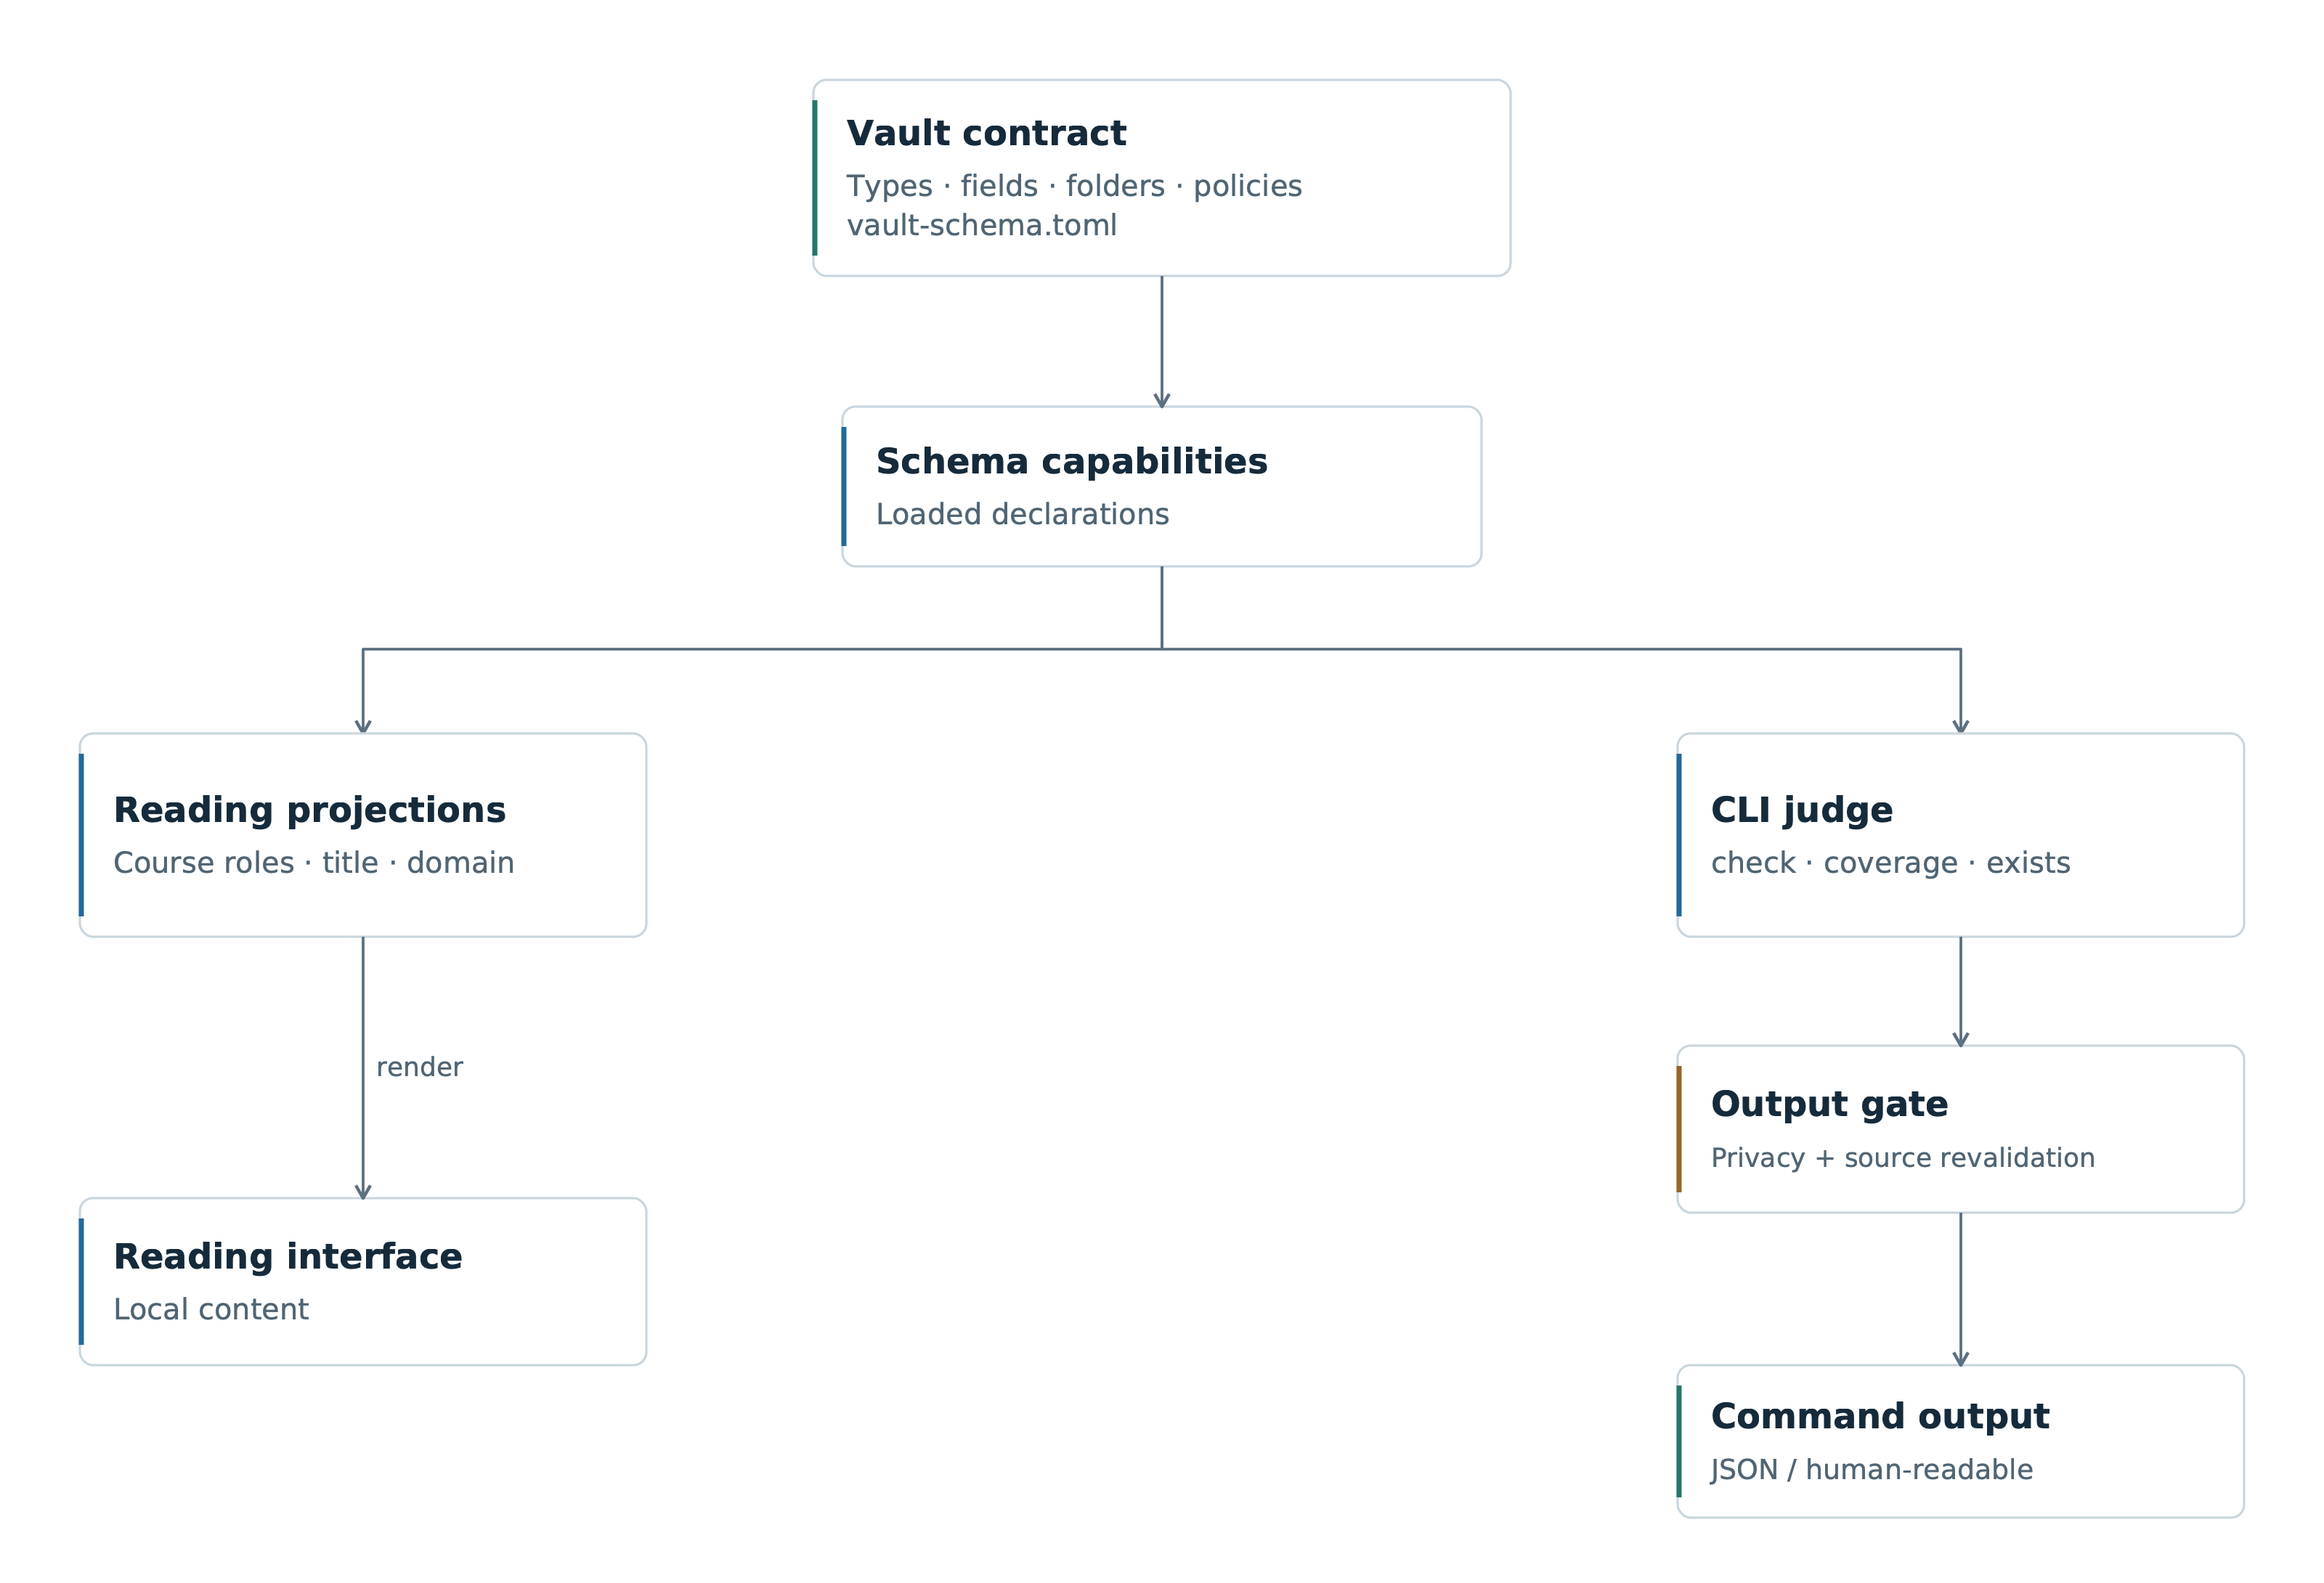 Vault contract
Types · fields · folders · policies
vault-schema.toml
Schema capabilities
Loaded declarations
Reading projections
Course roles · title · domain
CLI judge
check · coverage · exists
render
Output gate
Privacy + source revalidation
Reading interface
Local content
Command output
JSON / human-readable